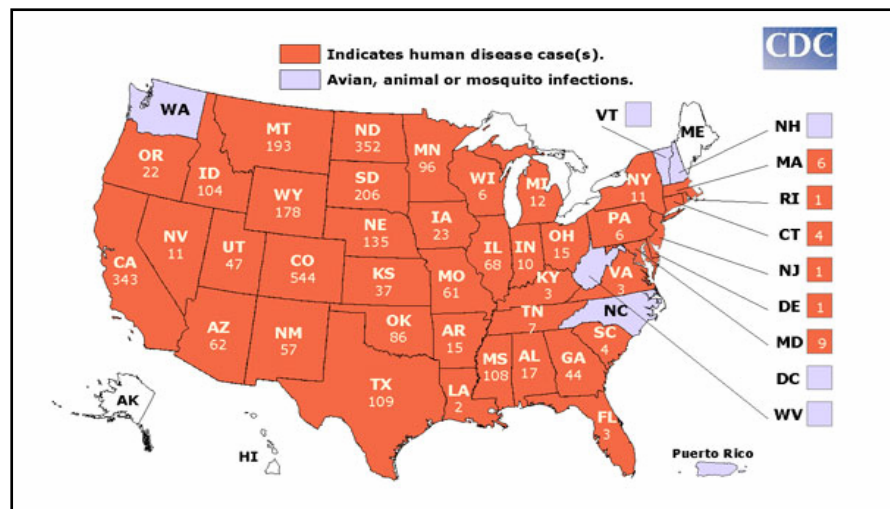 Indicates human disease case(s).
CDC
Avian, animal or mosquito infections.
WA
MT
193
ND
352
MN
96
VT
ME
NH
OR
22
ID
104
WY
178
SD
206
WI
6
MI
12
NY
11
MA 6
RI 1
NV
11
UT
47
CO
544
NE
135
IA
23
IL
68
IN
10
OH
15
PA
6
CT 4
CA
343
KS
37
MO
61
KY
3
VA
3
NJ 1
DE 1
AZ
62
NM
57
OK
86
AR
15
TN
7
NC
SC
4
MD 9
TX
109
LA
2
MS
108
AL
17
GA
44
DC
WV
AK
HI
FL
3
Puerto Rico